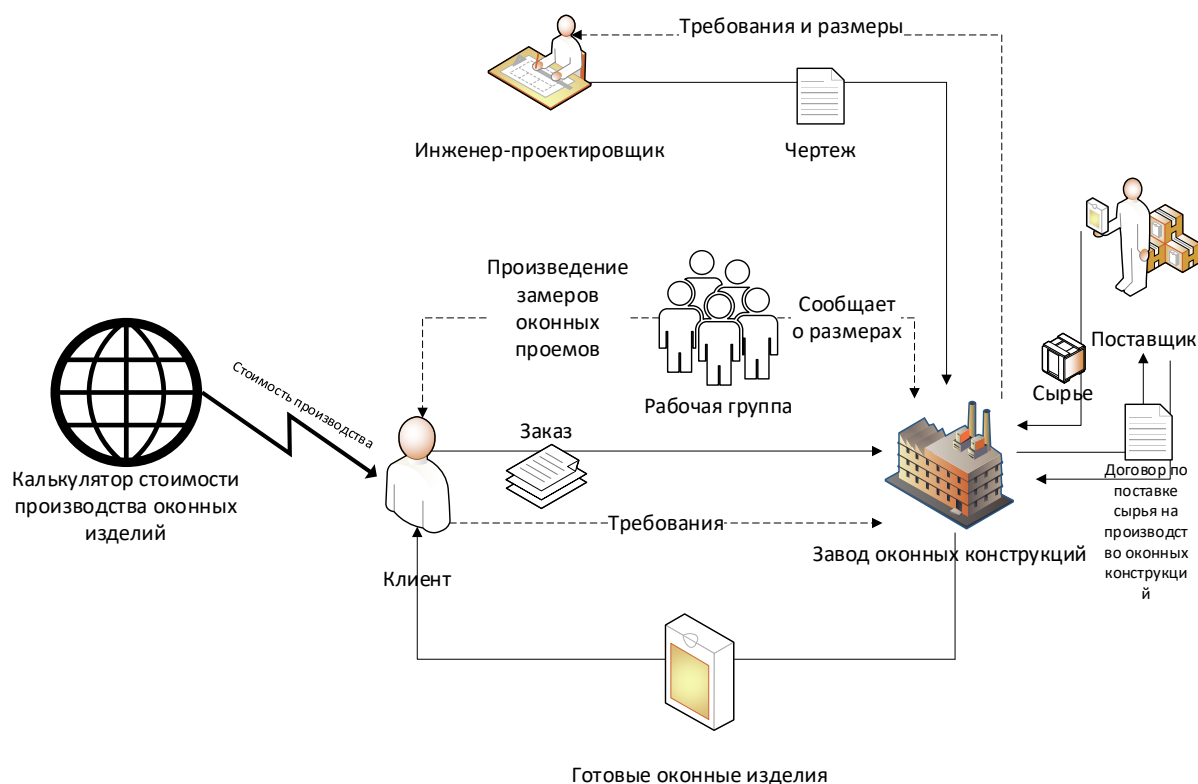 Требования и размеры
Инженер-проектировщик
Чертеж
Произведение
замеров
оконных
проемов
Сообщает
о размерах
Рабочая группа
Поставщик
Сырье
Стоимость производства
Калькулятор стоимости
производства оконных
изделий
Заказ
Требования
Клиент
Завод оконных конструкций
Договор по
поставке
сырья на
производст
во оконных
конструкци
й
Готовые оконные изделия